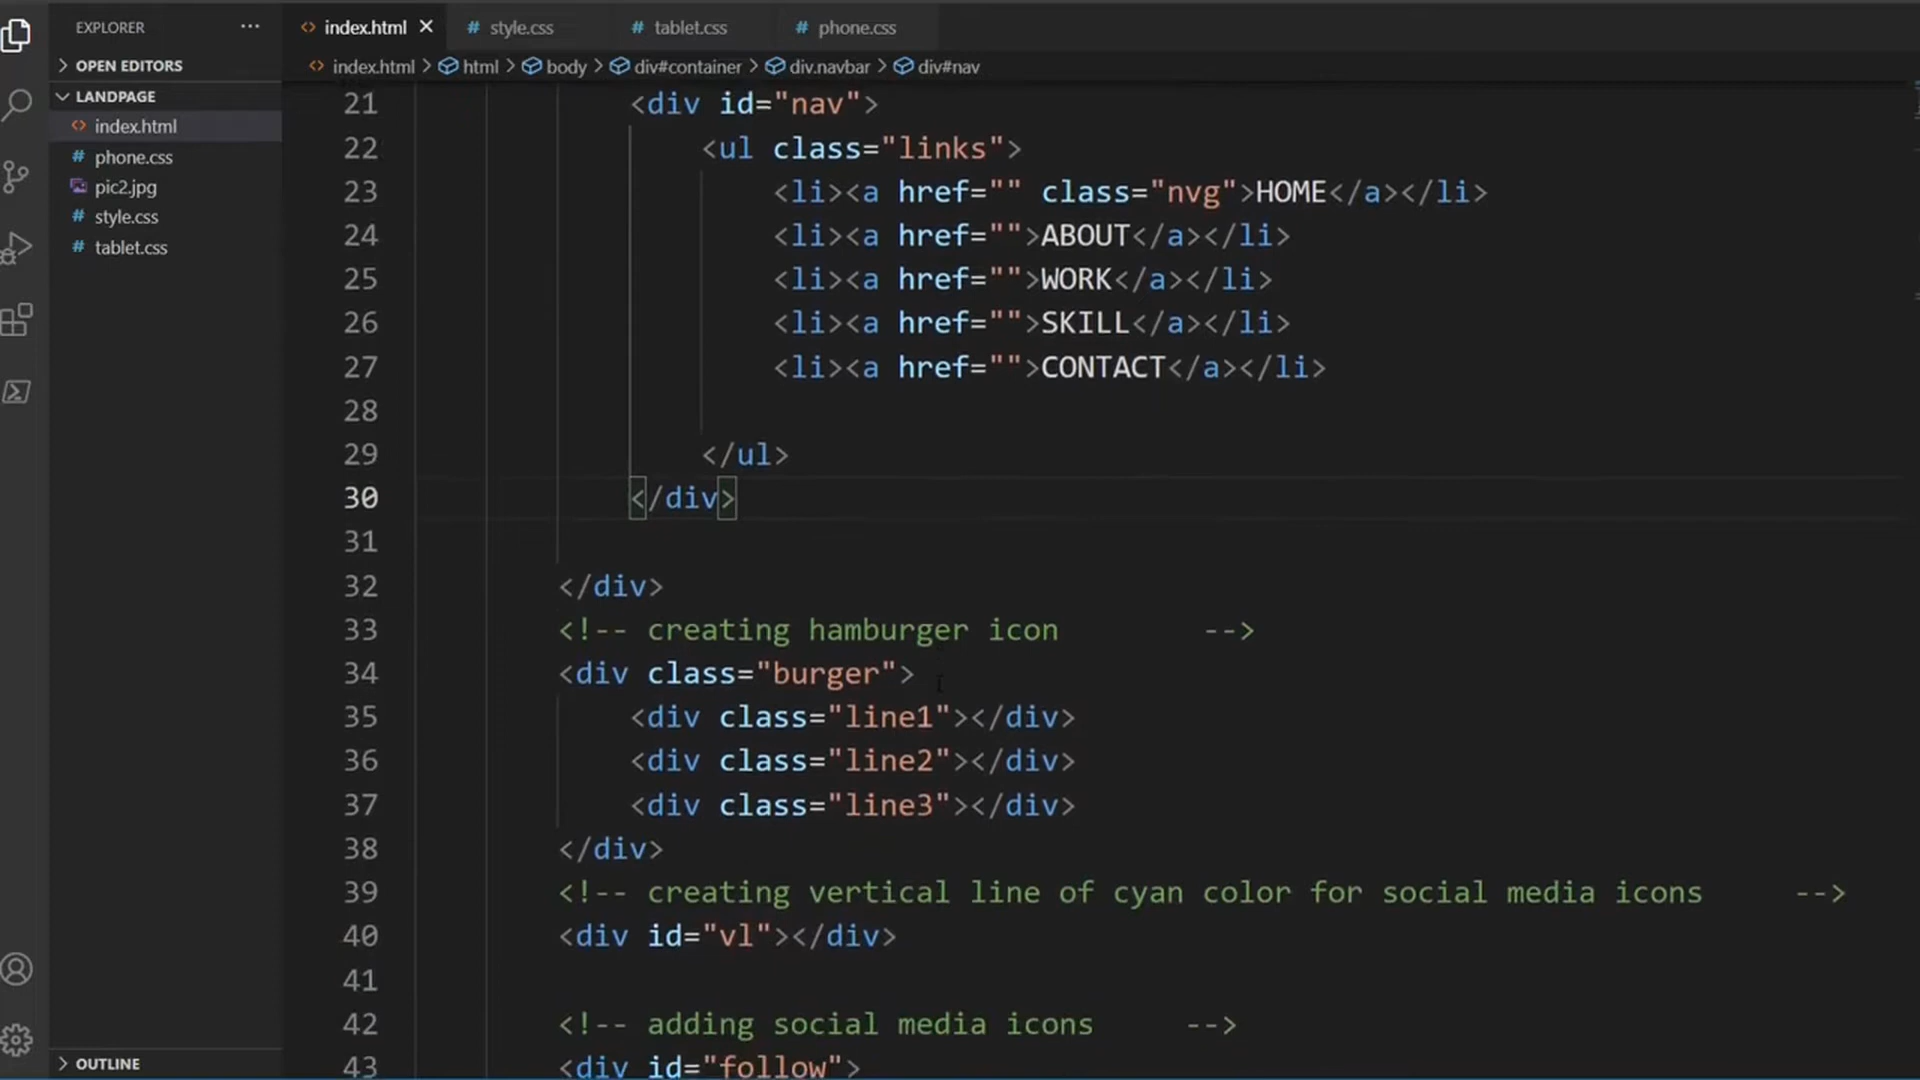 EXPLORER ···
OPEN EDITORS
LANDPAGE
index.html
phone.css
pic2.jpg
style.css
tablet.css
OUTLINE
index.html
style.css
tablet.css
phone.css
index.html > html > body > div#container > div.navbar > div#nav
21 <div id="nav">
22 <ul class="links">
23 <li><a href="" class="nvg">HOME</a></li>
24 <li><a href="">ABOUT</a></li>
25 <li><a href="">WORK</a></li>
26 <li><a href="">SKILL</a></li>
27 <li><a href="">CONTACT</a></li>
28
29 </ul>
30 </div>
31
32 </div>
33 <!-- creating hamburger icon -->
34 <div class="burger">
35 <div class="line1"></div>
36 <div class="line2"></div>
37 <div class="line3"></div>
38 </div>
39 <!-- creating vertical line of cyan color for social media icons -->
40 <div id="vl"></div>
41
42 <!-- adding social media icons -->
43 <div id="follow">